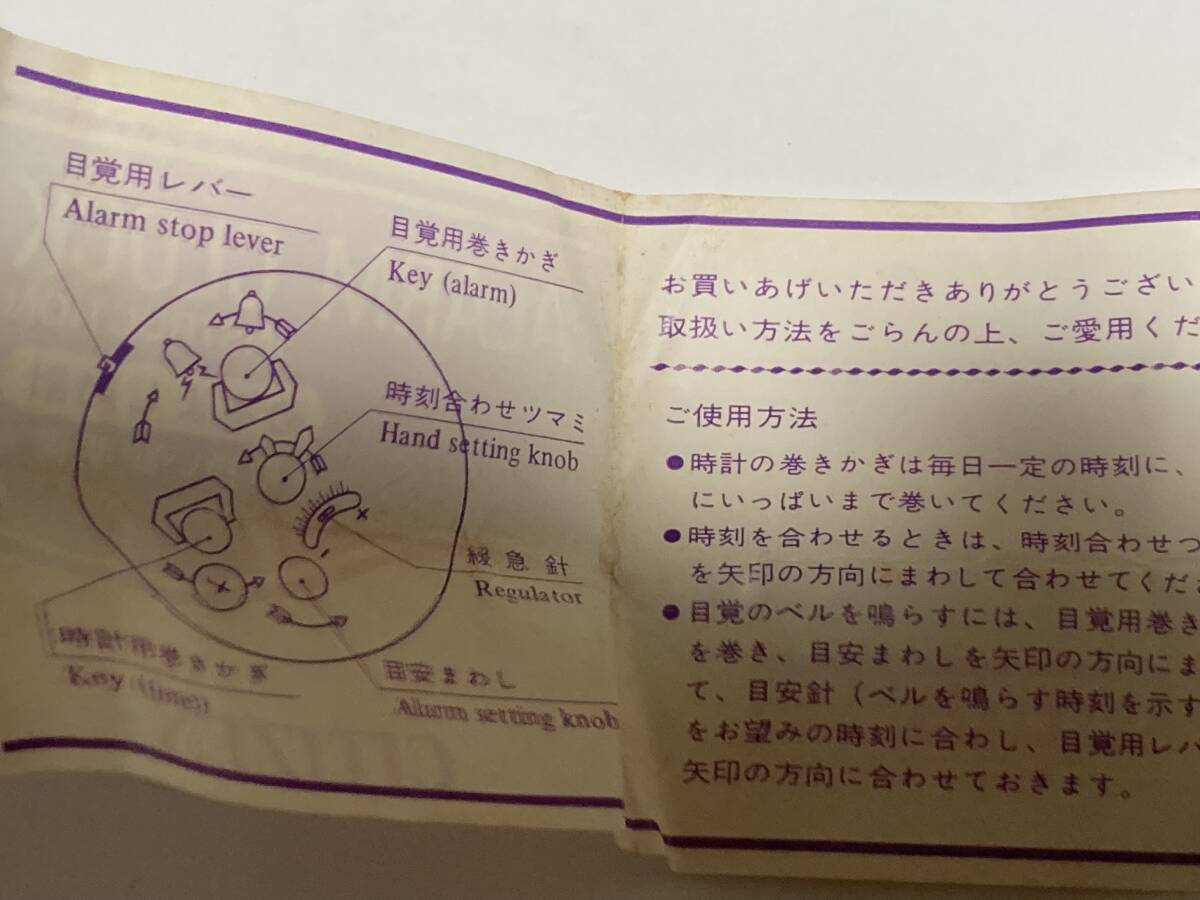 目覚用レバー
Alarm stop lever
目覚用巻きかぎ
Key (alarm)
時刻合わせツマミ
Hand setting knob
緩急針
Regulator
時計用巻きかぎ
Key (time)
目安まわし
Alarm setting knob
お買いあげいただきありがとうござい
取扱い方法をごらんの上、ご愛用くだ
ご使用方法
●時計の巻きかぎは毎日一定の時刻に、
にいっぱいまで巻いてください。
●時刻を合わせるときは、時刻合わせつ
を矢印の方向にまわして合わせてくださ
●目覚のベルを鳴らすには、目覚用巻き
を巻き、目安まわしを矢印の方向にま
て、目安針（ベルを鳴らす時刻を示す
をお望みの時刻に合わし、目覚用レバ
矢印の方向に合わせておきます。